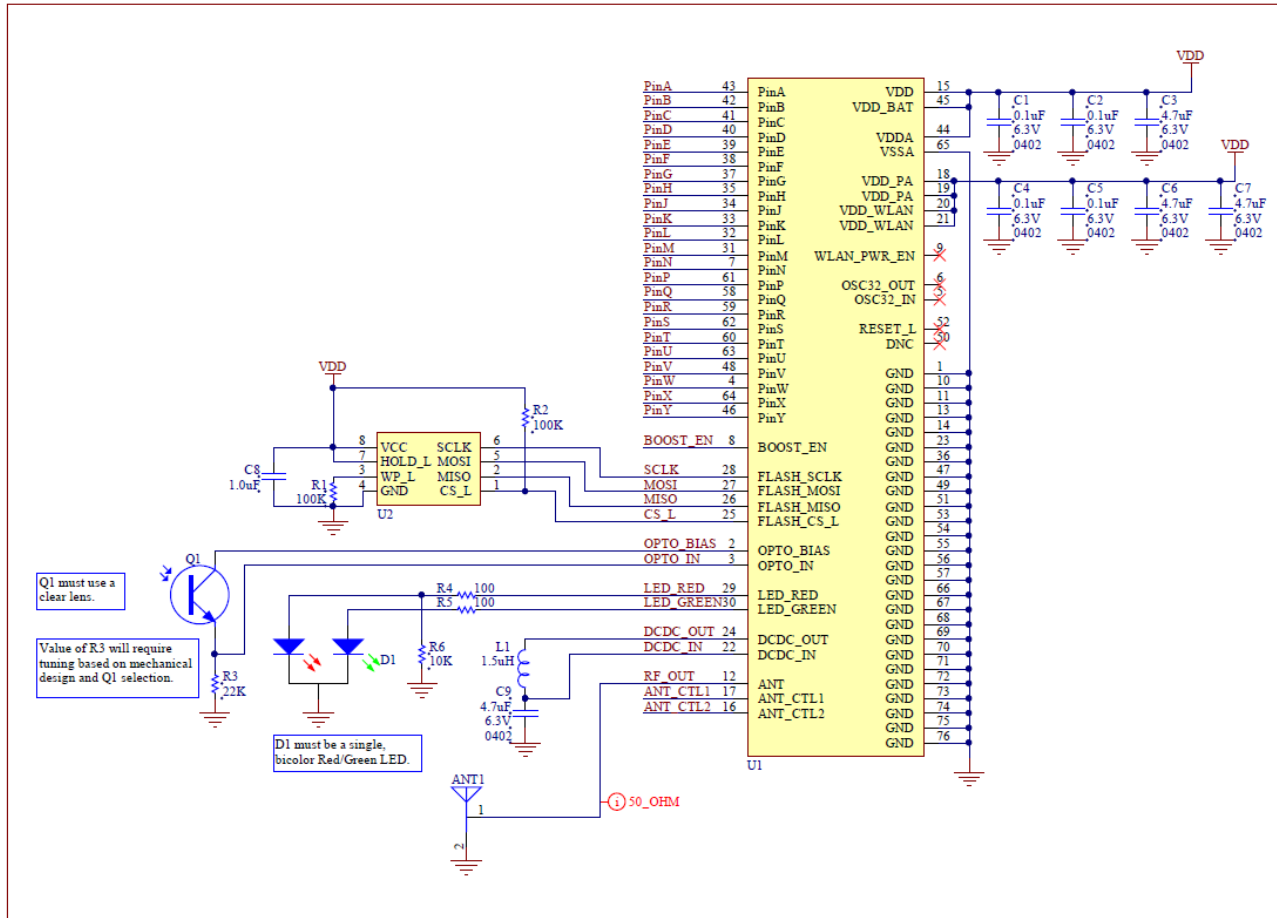 VDD
PinA 43 PinA VDD 15
PinB 42 PinB VDD_BAT 45
PinC 41 PinC
PinD 40 PinD VDDA 44
PinE 39 PinE VSSA 65
PinF 38 PinF
PinG 37 PinG VDD_PA 18
PinH 35 PinH VDD_PA 19
PinJ 34 PinJ VDD_WLAN 20
PinK 33 PinK VDD_WLAN 21
PinL 32 PinL
PinM 31 PinM WLAN_PWR_EN 9
PinN 7 PinN
PinP 61 PinP OSC32_OUT 6
PinQ 58 PinQ OSC32_IN 5
PinR 59 PinR
PinS 62 PinS RESET_L 52
PinT 60 PinT DNC 50
PinU 63 PinU
PinV 48 PinV GND 1
PinW 4 PinW GND 10
PinX 64 PinX GND 11
PinY 46 PinY GND 13
GND 14
BOOST_EN 8 BOOST_EN GND 23
GND 36
SCLK 28 FLASH_SCLK GND 47
MOSI 27 FLASH_MOSI GND 49
MISO 26 FLASH_MISO GND 51
CS_L 25 FLASH_CS_L GND 53
GND 54
OPTO_BIAS 2 OPTO_BIAS GND 55
OPTO_IN 3 OPTO_IN GND 56
GND 57
LED_RED 29 LED_RED GND 66
LED_GREEN 30 LED_GREEN GND 67
GND 68
DCDC_OUT 24 DCDC_OUT GND 69
DCDC_IN 22 DCDC_IN GND 70
GND 71
RF_OUT 12 ANT GND 72
ANT_CTL1 17 ANT_CTL1 GND 73
ANT_CTL2 16 ANT_CTL2 GND 74
GND 75
GND 76
U1
C1
0.1uF
6.3V
0402
C2
0.1uF
6.3V
0402
C3
4.7uF
6.3V
0402
VDD
C4
0.1uF
6.3V
0402
C5
0.1uF
6.3V
0402
C6
4.7uF
6.3V
0402
C7
4.7uF
6.3V
0402
VDD
R2
100K
8 VCC SCLK 6
7 HOLD_L MOSI 5
3 WP_L MISO 2
4 GND CS_L 1
U2
C8
1.0uF
R1
100K
Q1
Q1 must use a
clear lens.
Value of R3 will require
tuning based on mechanical
design and Q1 selection.
R3
22K
R4 100
R5 100
D1
R6
10K
D1 must be a single,
bicolor Red/Green LED.
L1
1.5uH
C9
4.7uF
6.3V
0402
ANT1
1
2
i 50_OHM